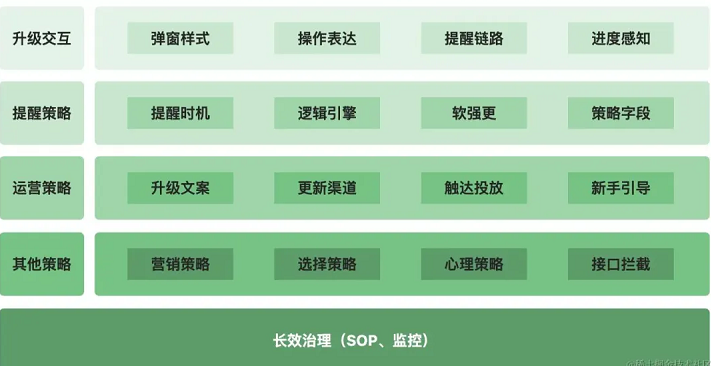 升级交互
弹窗样式 操作表达 提醒链路 进度感知
提醒策略
提醒时机 逻辑引擎 软强更 策略字段
运营策略
升级文案 更新渠道 触达投放 新手引导
其他策略
营销策略 选择策略 心理策略 接口拦截
长效治理（SOP、监控）